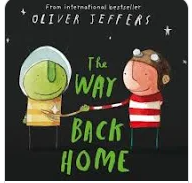 From international bestseller
OLIVER JEFFERS
The
WAY
BACK
HOME